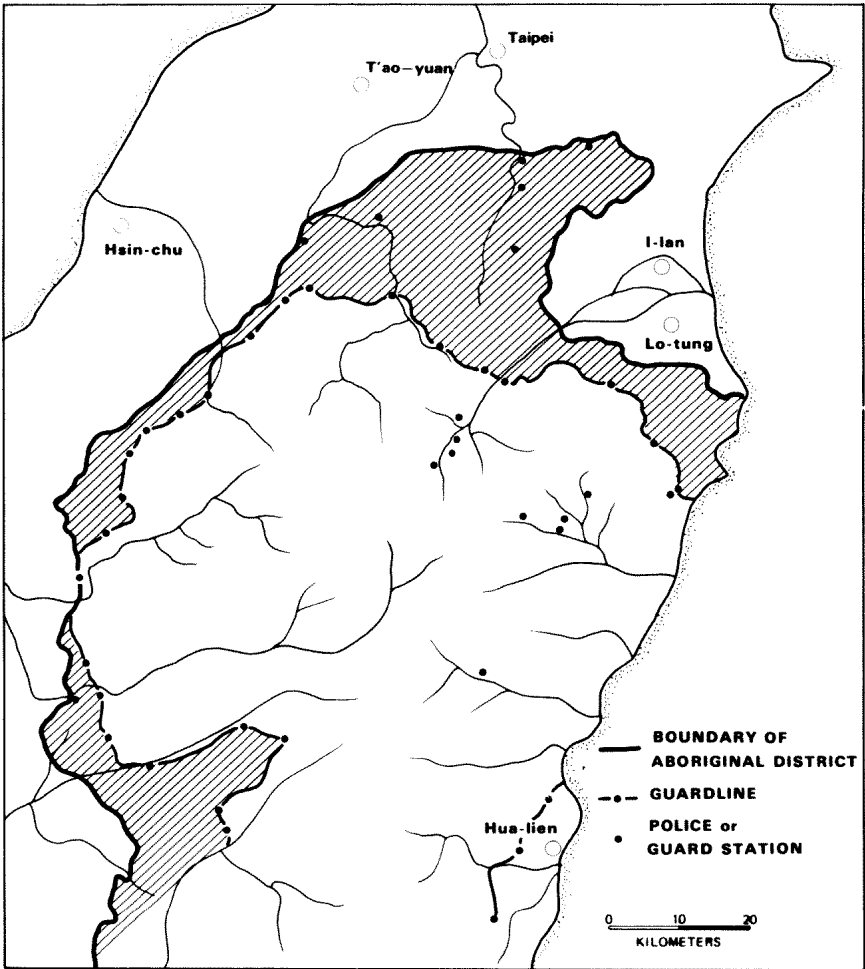 Taipei
T'ao-yuan
Hsin-chu
I-lan
Lo-tung
BOUNDARY OF
ABORIGINAL DISTRICT
GUARDLINE
POLICE or
GUARD STATION
Hua-lien
0 10 20
KILOMETERS